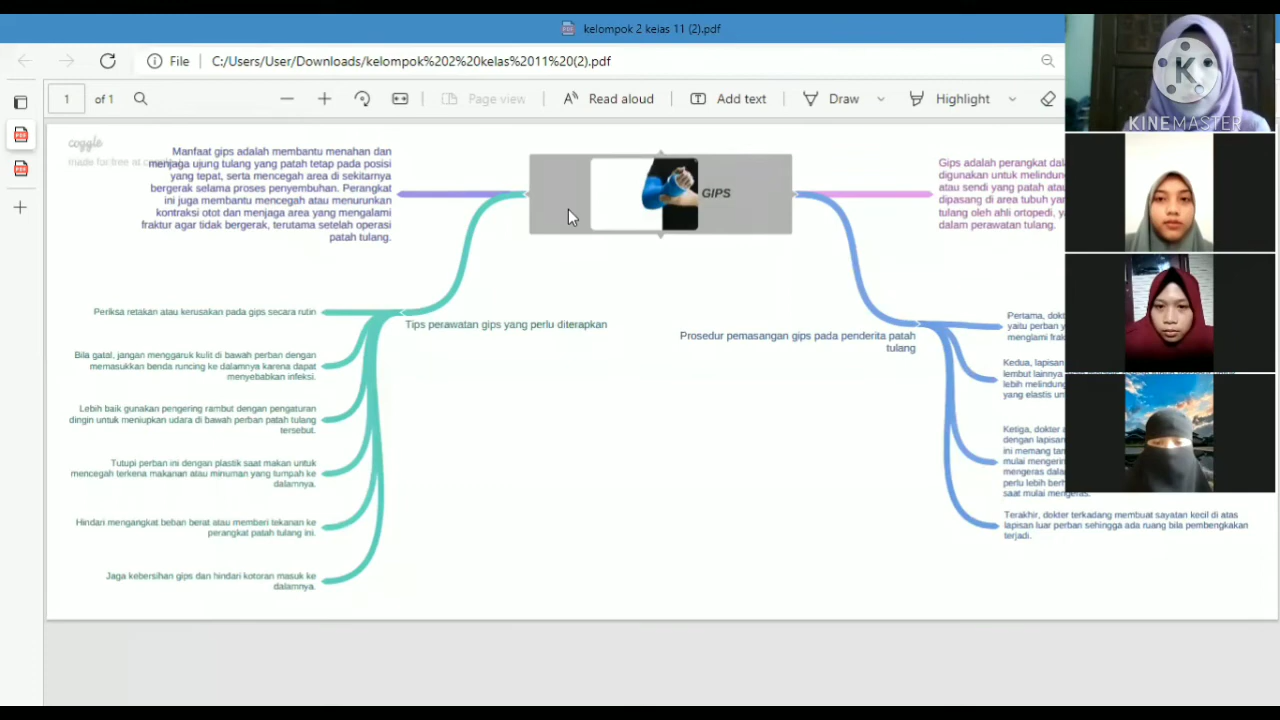 kelompok 2 kelas 11 (2).pdf
File
C:/Users/User/Downloads/kelompok%202%20kelas%2011%20(2).pdf
1
of 1
Page view
Read aloud
Add text
Draw
Highlight
K
KINEMASTER
coggle
made for free at
Manfaat gips adalah membantu menahan dan
menjaga ujung tulang yang patah tetap pada posisi
yang tepat, serta mencegah area di sekitarnya
bergerak selama proses penyembuhan. Perangkat
ini juga membantu mencegah atau menurunkan
kontraksi otot dan menjaga area yang mengalami
fraktur agar tidak bergerak, terutama setelah operasi
patah tulang.
GIPS
Gips adalah perangkat
digunakan untuk melindun
atau sendi yang patah atau
dipasang di area tubuh yan
tulang oleh ahli ortopedi,
dalam perawatan tulang.
Tips perawatan gips yang perlu diterapkan
Periksa retakan atau kerusakan pada gips secara rutin
Bila gatal, jangan menggaruk kulit di bawah perban dengan
memasukkan benda runcing ke dalamnya karena dapat
menyebabkan infeksi.
Lebih baik gunakan pengering rambut dengan pengaturan
dingin untuk meniupkan udara di bawah perban patah tulang
tersebut.
Tutupi perban ini dengan plastik saat makan untuk
mencegah terkena makanan atau minuman yang tumpah ke
dalamnya.
Hindari mengangkat beban berat atau memberi tekanan ke
perangkat patah tulang ini.
Jaga kebersihan gips dan hindari kotoran masuk ke
dalamnya.
Prosedur pemasangan gips pada penderita patah
tulang
Pertama, dokt
yaitu perban y
menglami frak
Kedua, lapisan
lembut lainnya
lebih melindung
yang elastis un
Ketiga, dokter
dengan lapisan
ini memang tam
mulai mengerin
mengeras dala
perlu lebih berh
saat mulai mengeras.
Terakhir, dokter terkadang membuat sayatan kecil di atas
lapisan luar perban sehingga ada ruang bila pembengkakan
terjadi.